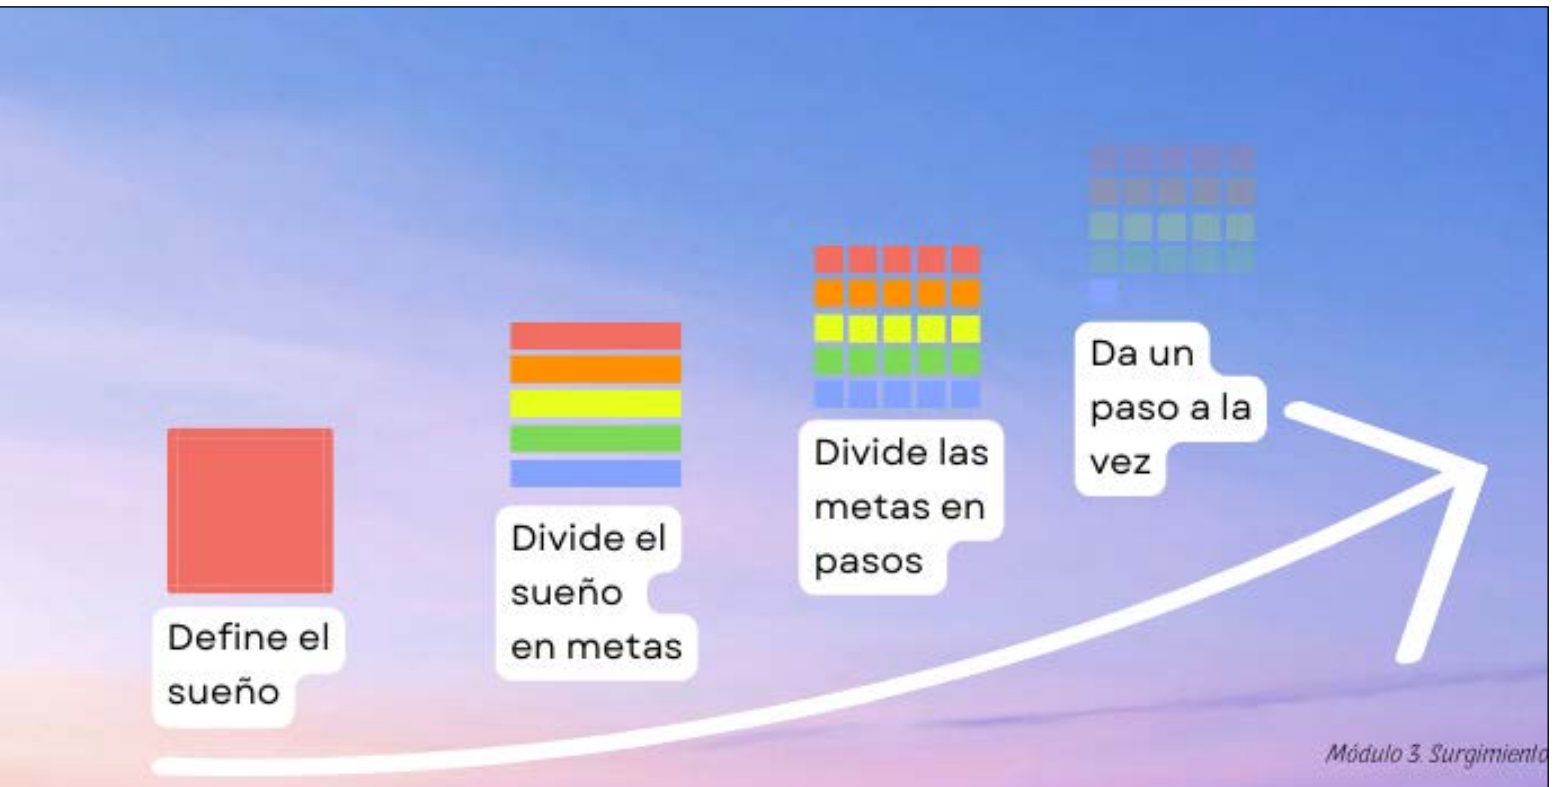 Define el
sueño
Divide el
sueño
en metas
Divide las
metas en
pasos
Da un
paso a la
vez
Módulo 3. Surgimiento